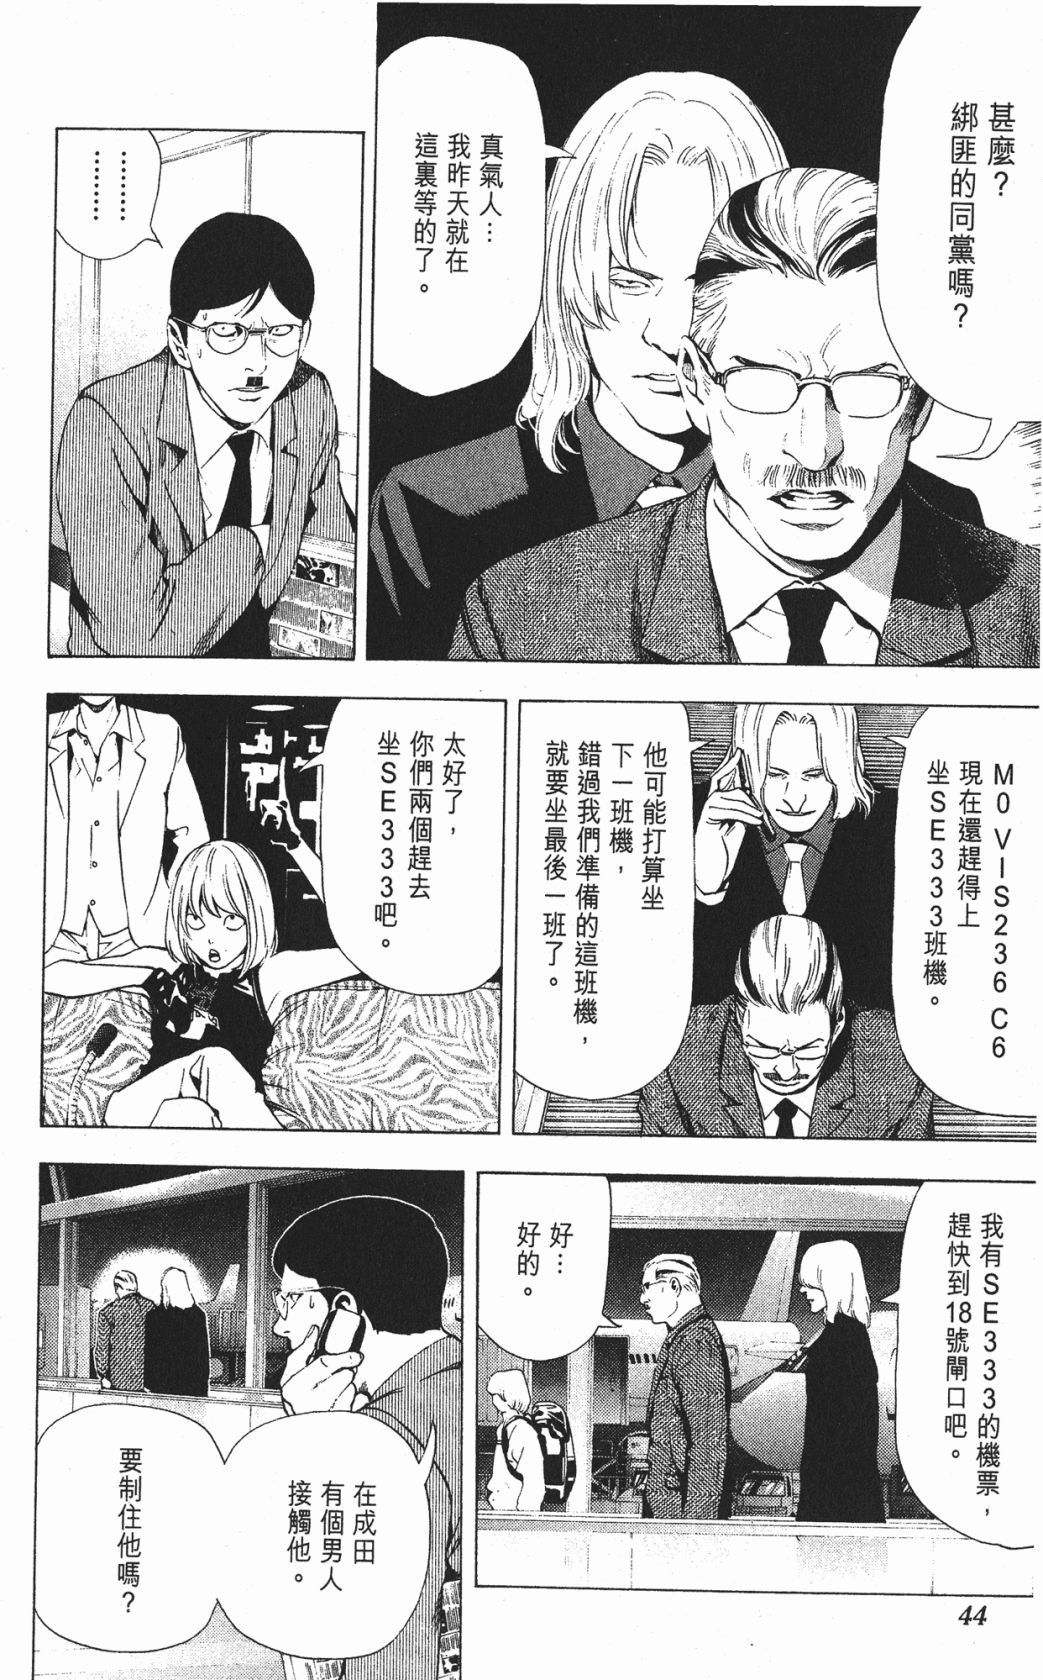 甚麼？
綁匪的同黨嗎？
真氣人…
我昨天就在
這裏等的了。
………
………
M0 VIS236 C6
現在還趕得上
坐SE333班機。
他可能打算坐
下一班機，
錯過我們準備的這班機，
就要坐最後一班了。
太好了，
你們兩個趕去
坐SE333吧。
我有SE333的機票，
趕快到18號閘口吧。
好…
好的。
在成田
有個男人
接觸他。
要制住他嗎？
44